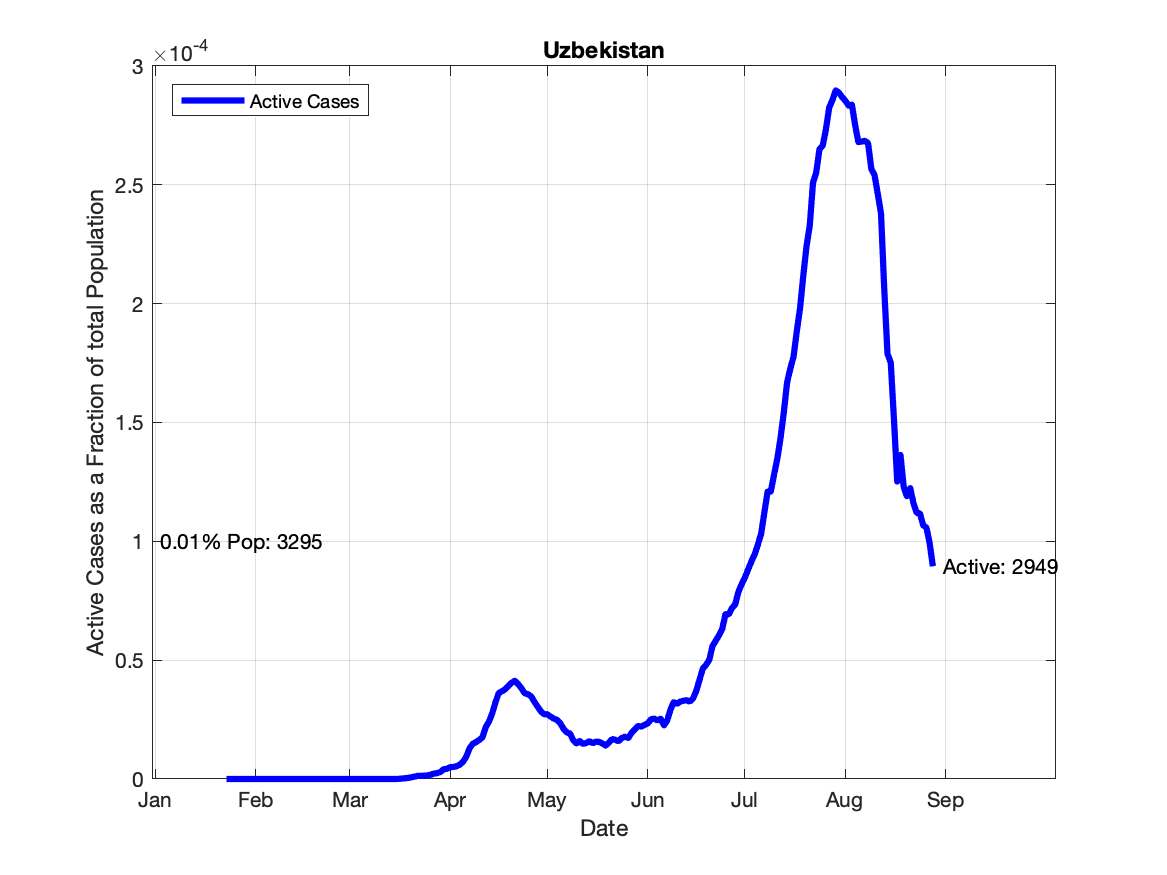 Uzbekistan
×10-4
3
2.5
2
1.5
1
0.5
0
Active Cases as a Fraction of total Population
Active Cases
0.01% Pop: 3295
Active: 2949
Jan Feb Mar Apr May Jun Jul Aug Sep
Date